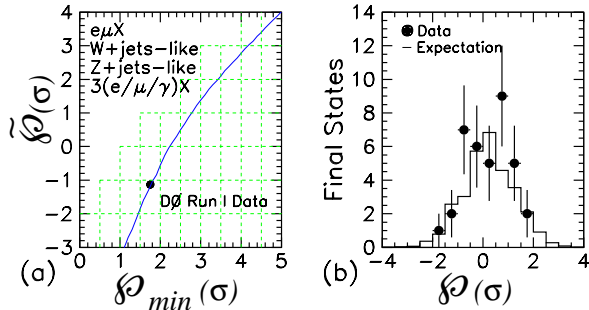 4
3
2
1
0
−1
−2
−3
℘̃(σ)
eμX
W+jets−like
Z+jets−like
3(e/μ/γ)X
DØ Run I Data
0 1 2 3 4 5
(a)
℘min(σ)
14
12
10
8
6
4
2
0
Final States
Data
Expectation
−4 −2 0 2 4
(b)
℘(σ)